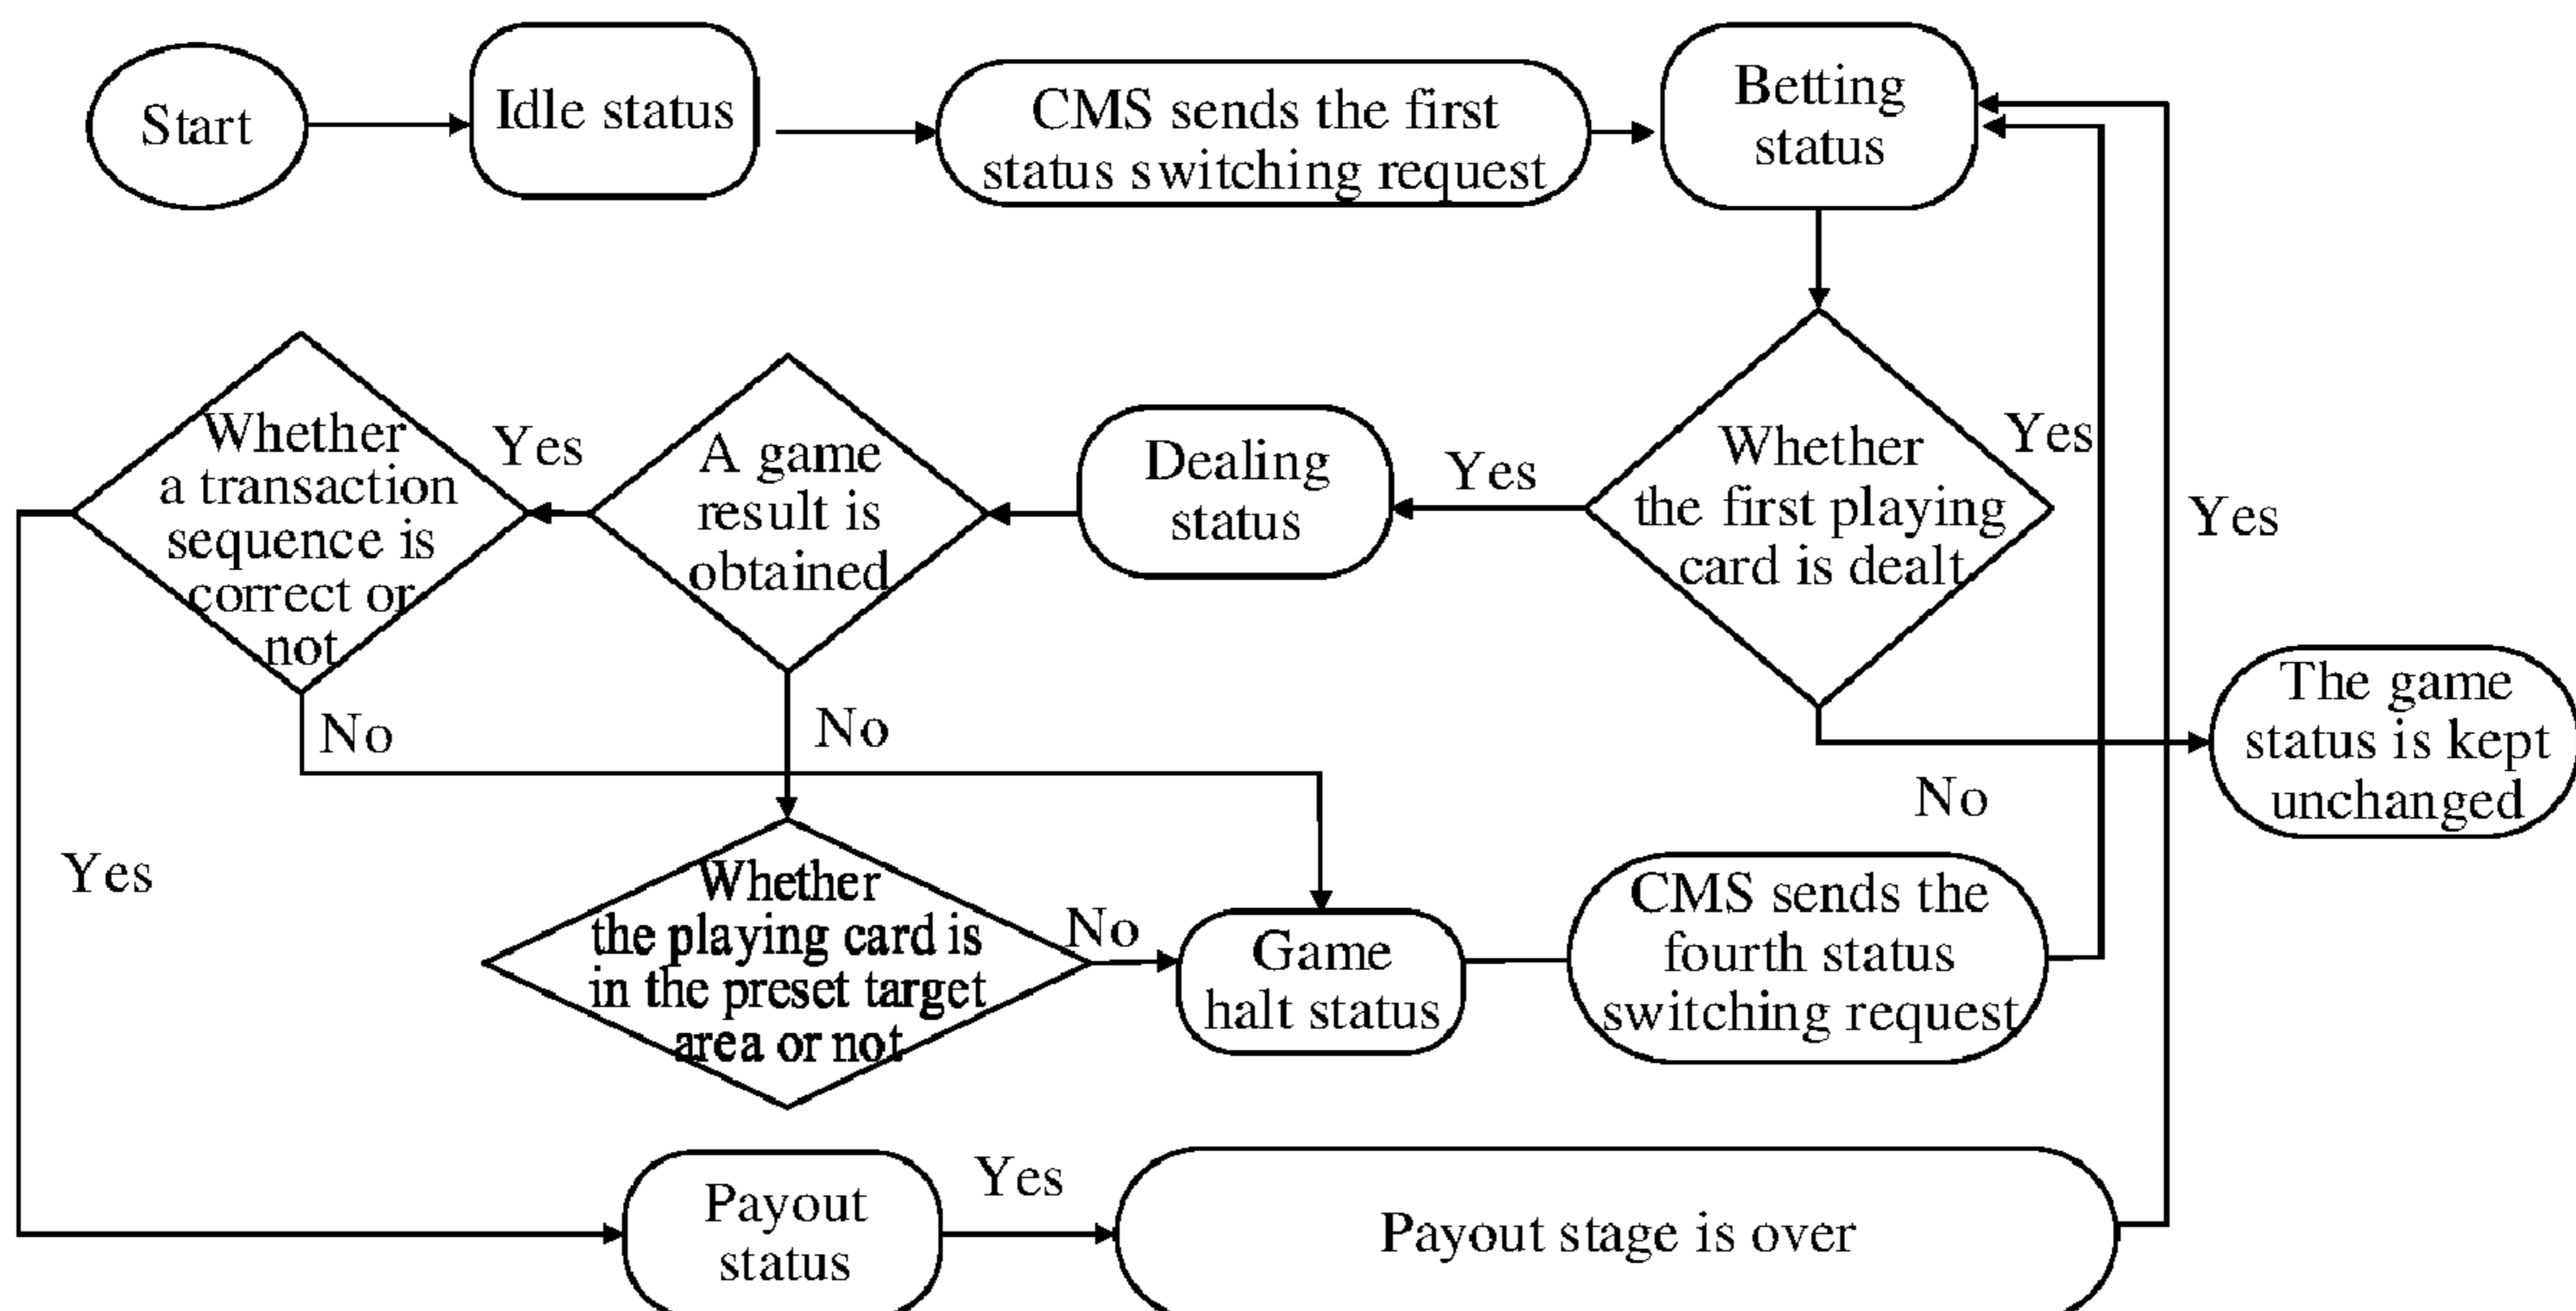 Start
Idle status
CMS sends the first
status switching request
Betting
status
Whether
a transaction
sequence is
correct or
not
Yes
A game
result is
obtained
Dealing
status
Yes
Whether
the first playing
card is dealt
Yes
Yes
No
No
No
The game
status is kept
unchanged
Yes
Whether
the playing card is
in the preset target
area or not
No
Game
halt status
CMS sends the
fourth status
switching request
Payout
status
Yes
Payout stage is over